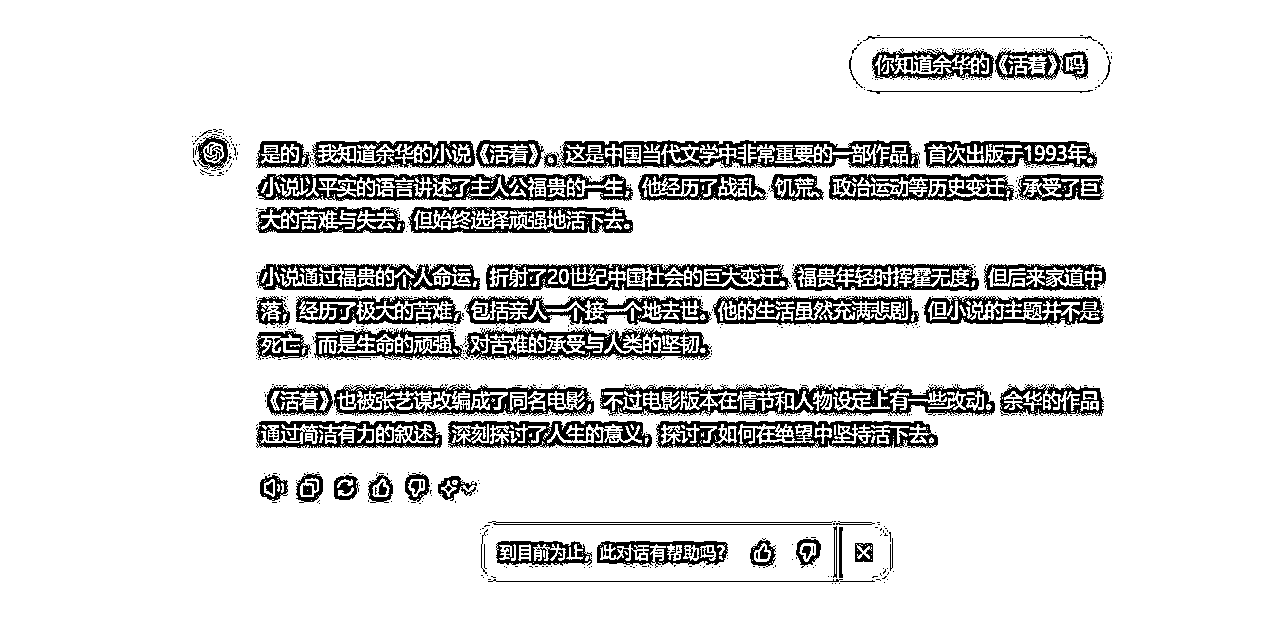 你知道余华的《活着》吗
是的，我知道余华的小说《活着》。这是中国当代文学中非常重要的一部作品，首次出版于1993年。
小说以平实的语言讲述了主人公福贵的一生，他经历了战乱、饥荒、政治运动等历史变迁，承受了巨
大的苦难与失去，但始终选择顽强地活下去。
小说通过福贵的个人命运，折射了20世纪中国社会的巨大变迁。福贵年轻时挥霍无度，但后来家道中
落，经历了极大的苦难，包括亲人一个接一个地去世。他的生活虽然充满悲剧，但小说的主题并不是
死亡，而是生命的顽强、对苦难的承受与人类的坚韧。
《活着》也被张艺谋改编成了同名电影，不过电影版本在情节和人物设定上有一些改动。余华的作品
通过简洁有力的叙述，深刻探讨了人生的意义，探讨了如何在绝望中坚持活下去。
到目前为止，此对话有帮助吗?